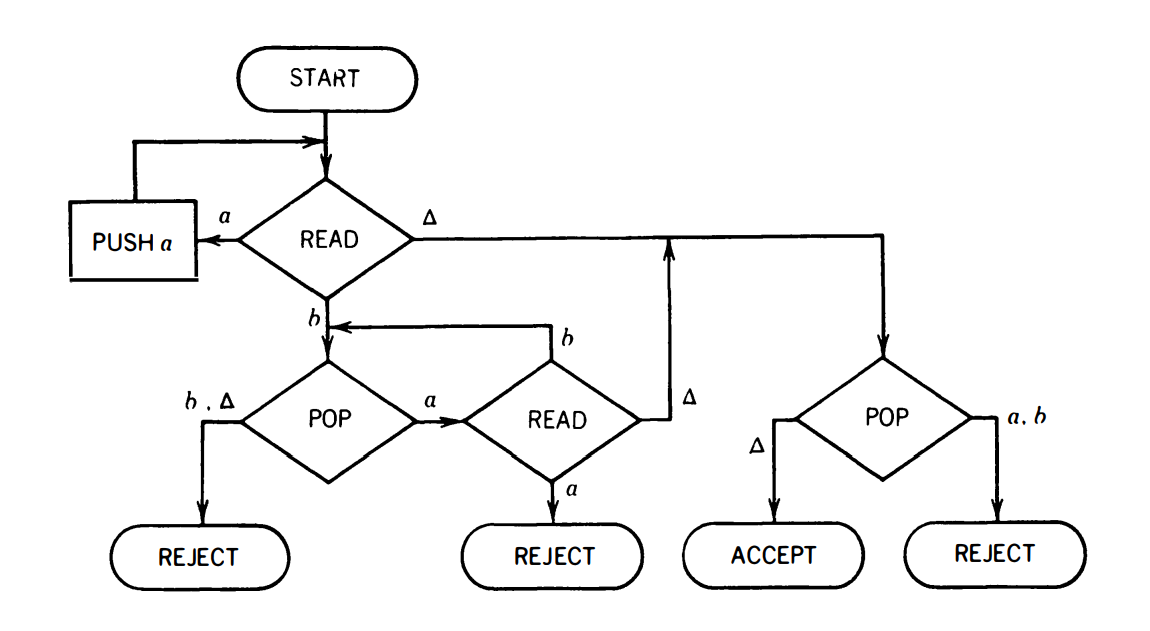 START
a
Δ
PUSH a
READ
b
b
b, Δ
POP
a
READ
Δ
POP
a, b
Δ
a
REJECT
REJECT
ACCEPT
REJECT